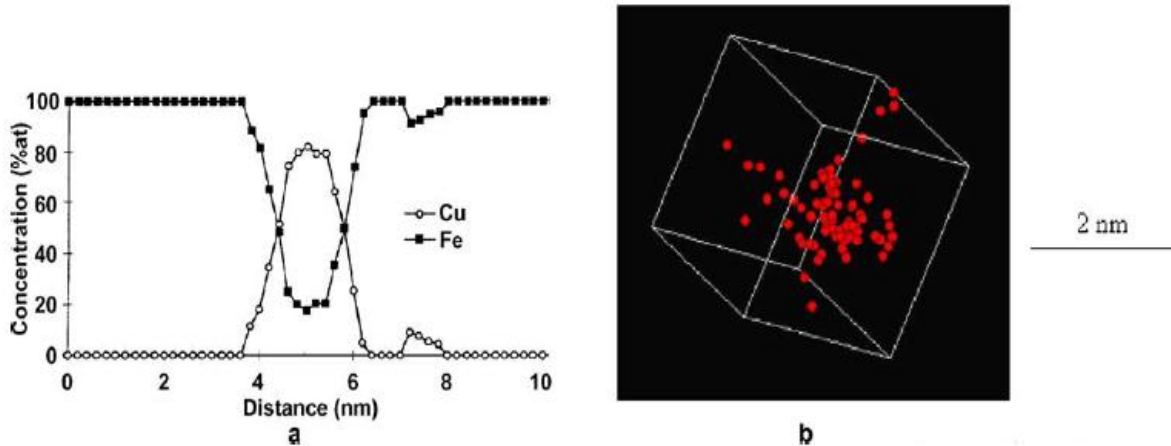 Concentration (%at)
100
80
60
40
20
0
Cu
Fe
0 2 4 6 8 10
Distance (nm)
a
b
2 nm